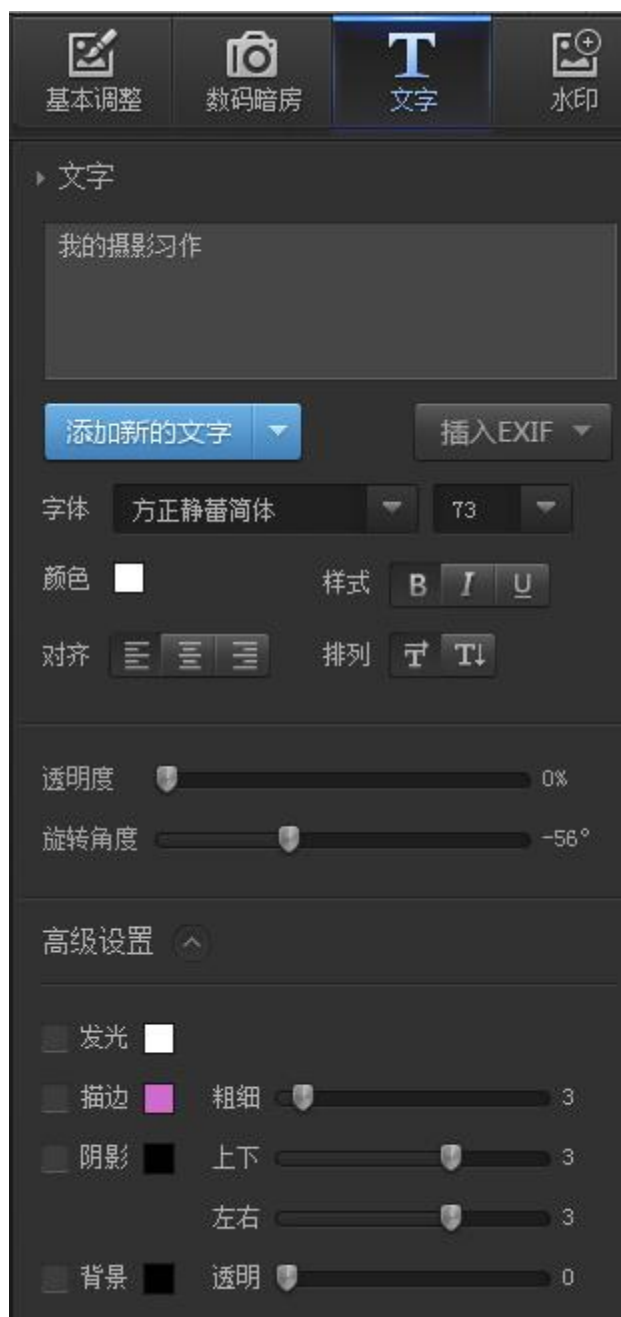 基本调整 数码暗房 文字 水印
文字
我的摄影习作
添加新的文字 插入EXIF
字体 方正静蕾简体 73
颜色 样式 B I U
对齐 排列
透明度 0%
旋转角度 -56°
高级设置
发光
描边 粗细 3
阴影 上下 3
左右 3
背景 透明 0